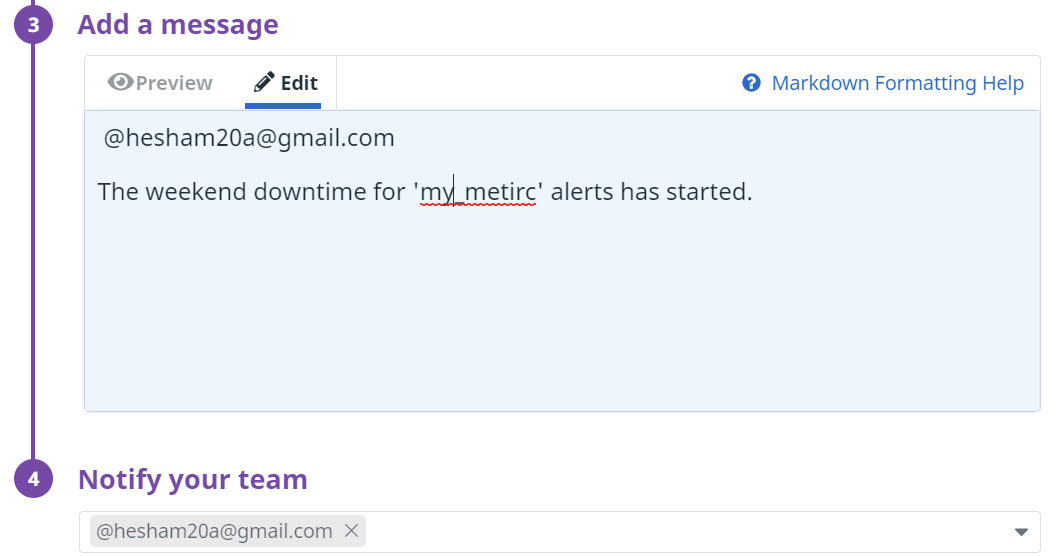 3 Add a message
Preview Edit Markdown Formatting Help
@hesham20a@gmail.com
The weekend downtime for 'my_metirc' alerts has started.
4 Notify your team
@hesham20a@gmail.com